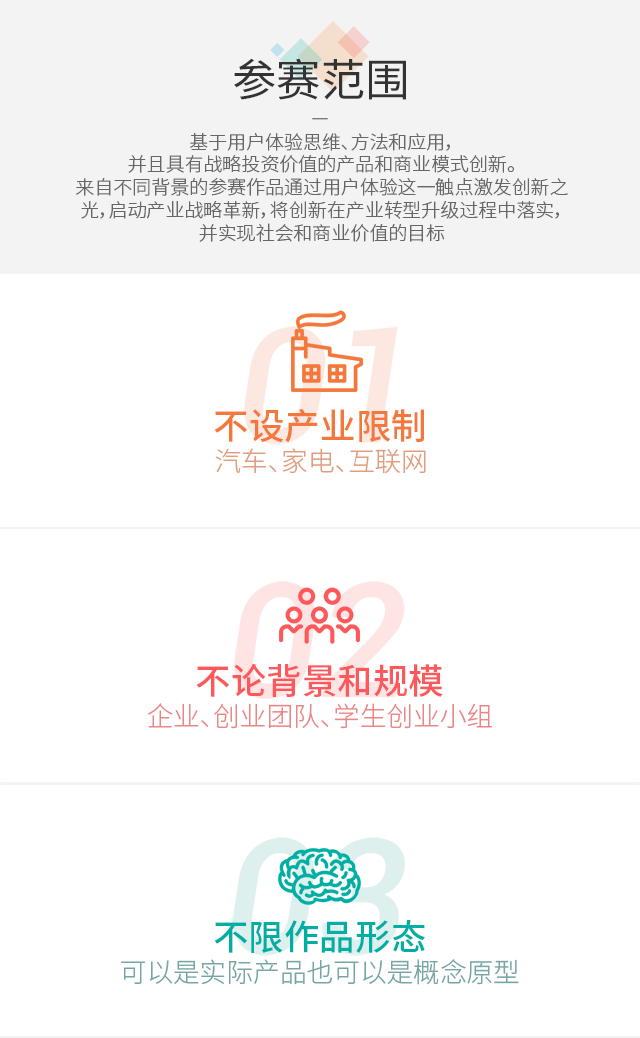 参赛范围
基于用户体验思维、方法和应用,
并且具有战略投资价值的产品和商业模式创新。
来自不同背景的参赛作品通过用户体验这一触点激发创新之
光,启动产业战略革新,将创新在产业转型升级过程中落实,
并实现社会和商业价值的目标
01
不设产业限制
汽车、家电、互联网
02
不论背景和规模
企业、创业团队、学生创业小组
03
不限作品形态
可以是实际产品也可以是概念原型